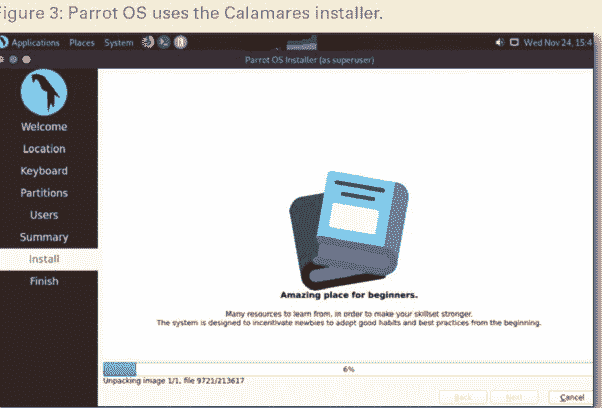 Figure 3: Parrot OS uses the Calamares installer.
Applications Places System
Wed Nov 24, 15:4
Parrot OS Installer (as superuser)
Welcome
Location
Keyboard
Partitions
Users
Summary
Install
Finish
Amazing place for beginners.
Many resources to learn from, in order to make your skillset stronger.
The system is designed to incentivate newbies to adopt good habits and best practices from the beginning.
6%
Unpacking image 1/1, file 9721/213617
Back Next Cancel